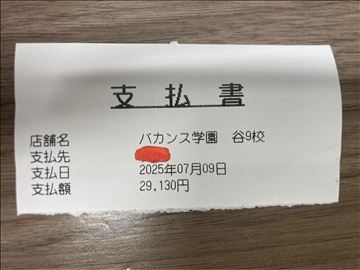 支払書
店舗名 バカンス学園 谷9校
支払先
支払日 2025年07月09日
支払額 29,130円